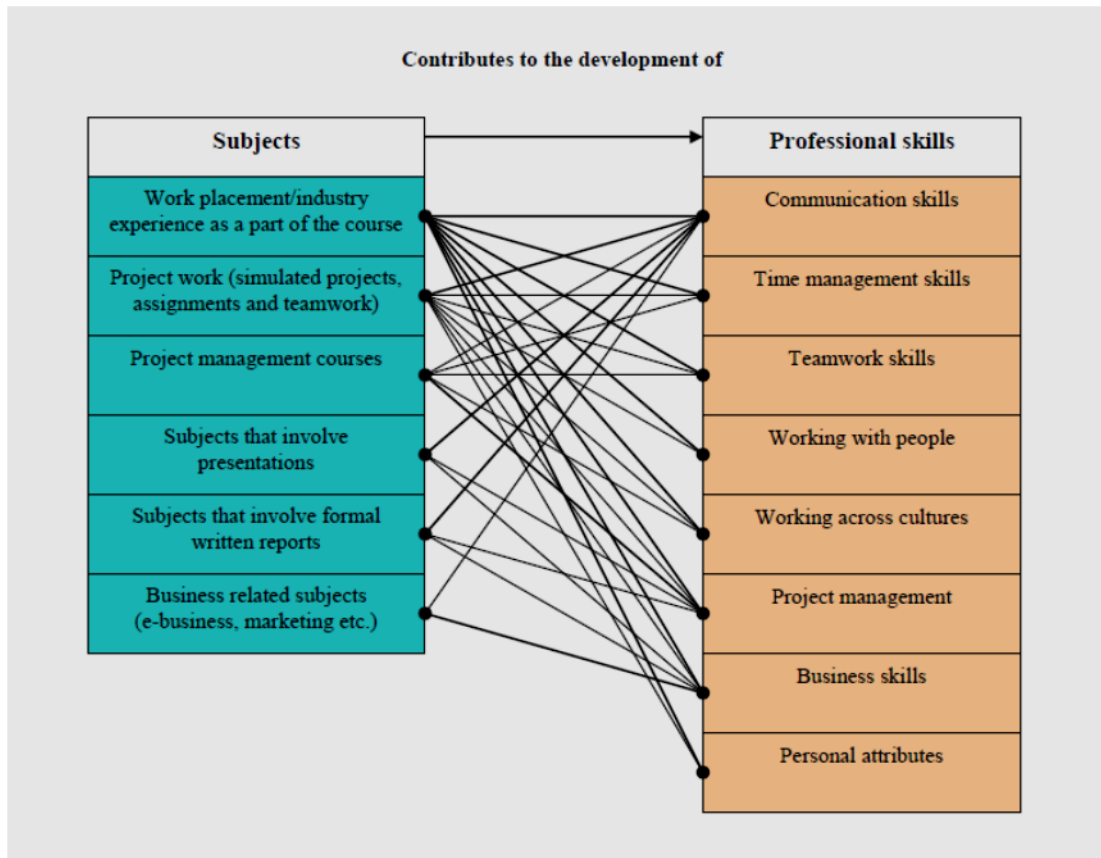 Contributes to the development of
Subjects
Professional skills
Work placement/industry
experience as a part of the course
Communication skills
Project work (simulated projects,
assignments and teamwork)
Time management skills
Project management courses
Teamwork skills
Subjects that involve
presentations
Working with people
Subjects that involve formal
written reports
Working across cultures
Business related subjects
(e-business, marketing etc.)
Project management
Business skills
Personal attributes